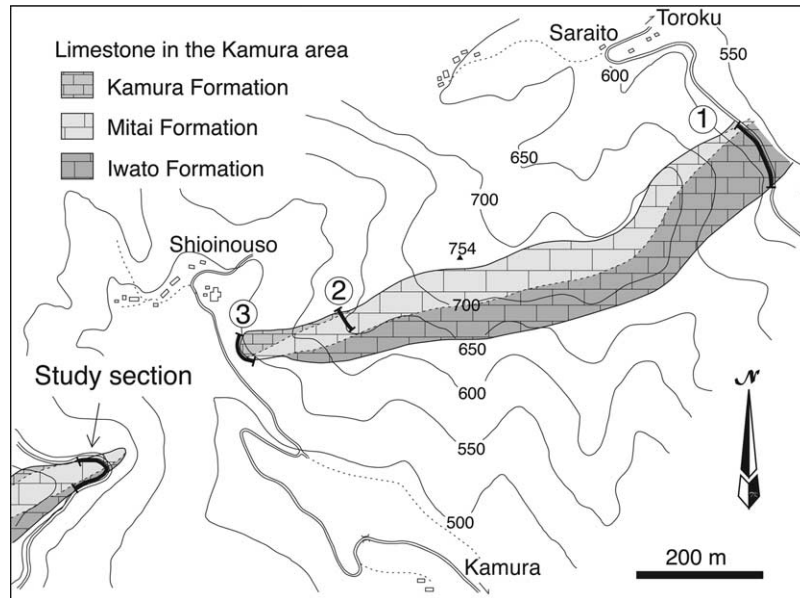 Limestone in the Kamura area
Kamura Formation
Mitai Formation
Iwato Formation
Saraito
Toroku
550
600
1
650
700
754
Shioinouso
2
3
700
650
600
550
Study section
N
500
Kamura
200 m